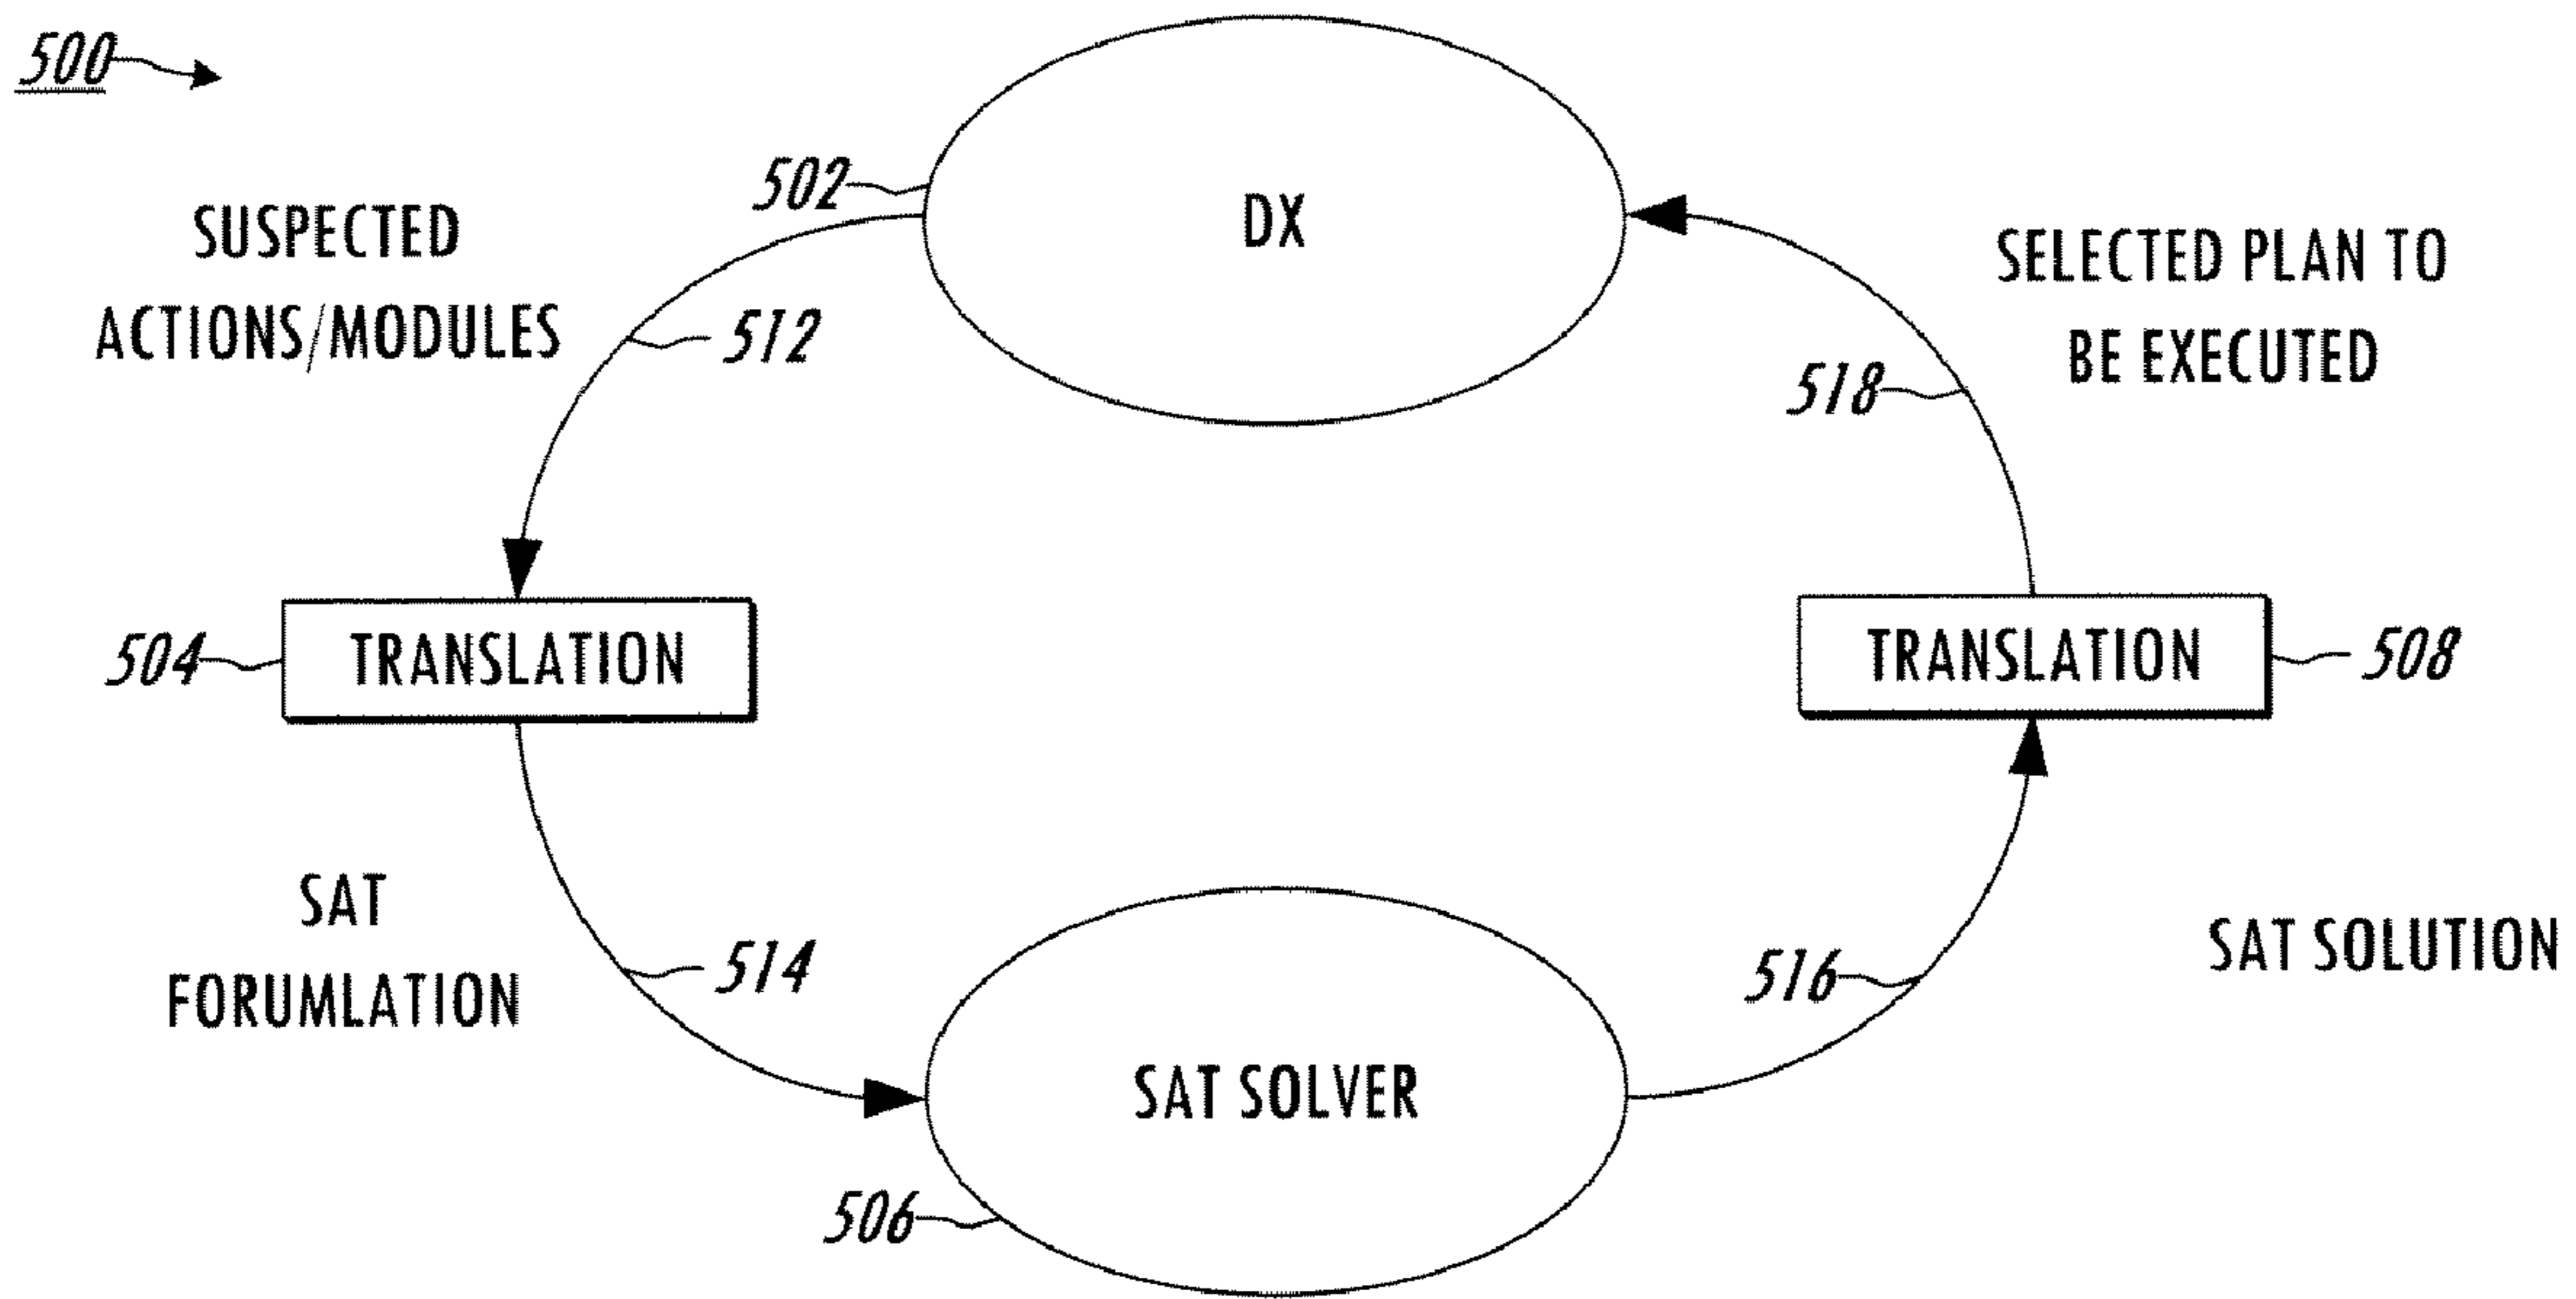 500
502
DX
SUSPECTED
ACTIONS/MODULES
512
SELECTED PLAN TO
BE EXECUTED
518
504
TRANSLATION
TRANSLATION
508
SAT
FORUMLATION
514
516
SAT SOLUTION
SAT SOLVER
506